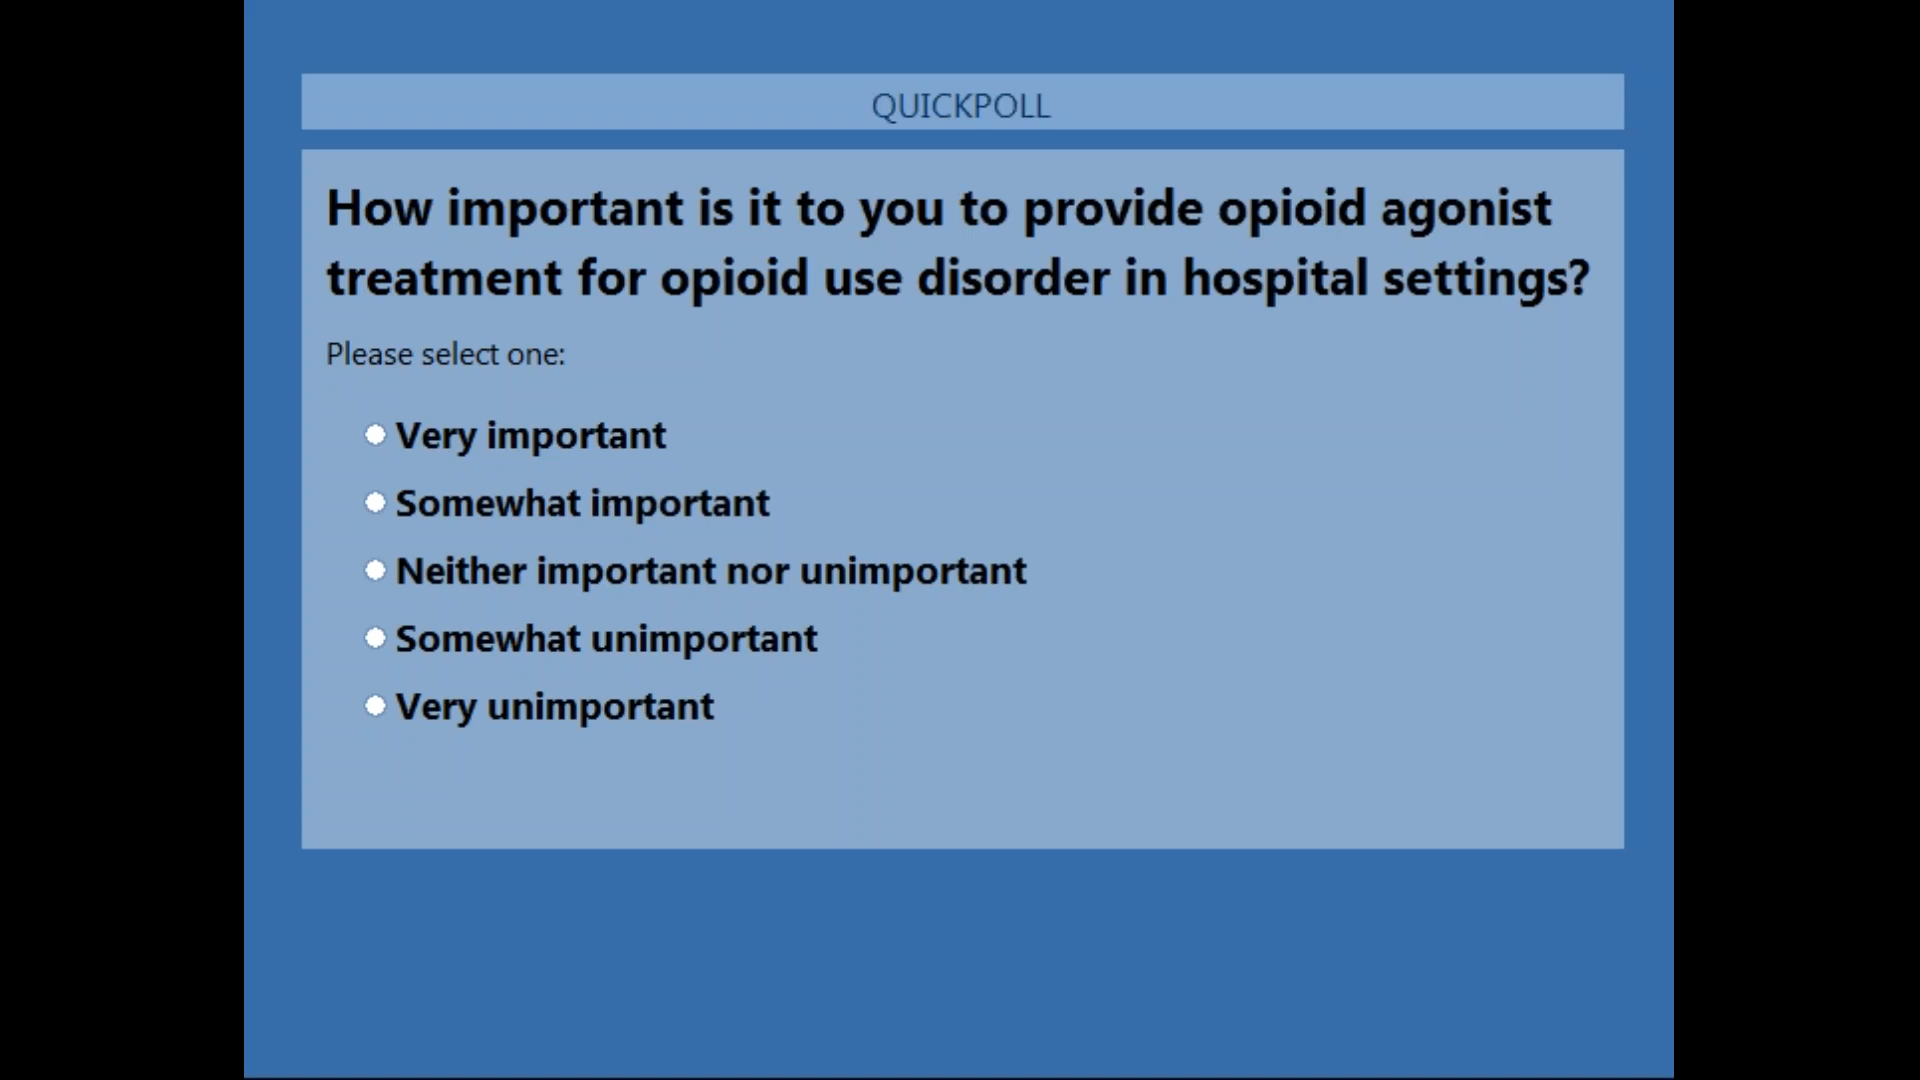 QUICKPOLL
How important is it to you to provide opioid agonist
treatment for opioid use disorder in hospital settings?
Please select one:
Very important
Somewhat important
Neither important nor unimportant
Somewhat unimportant
Very unimportant